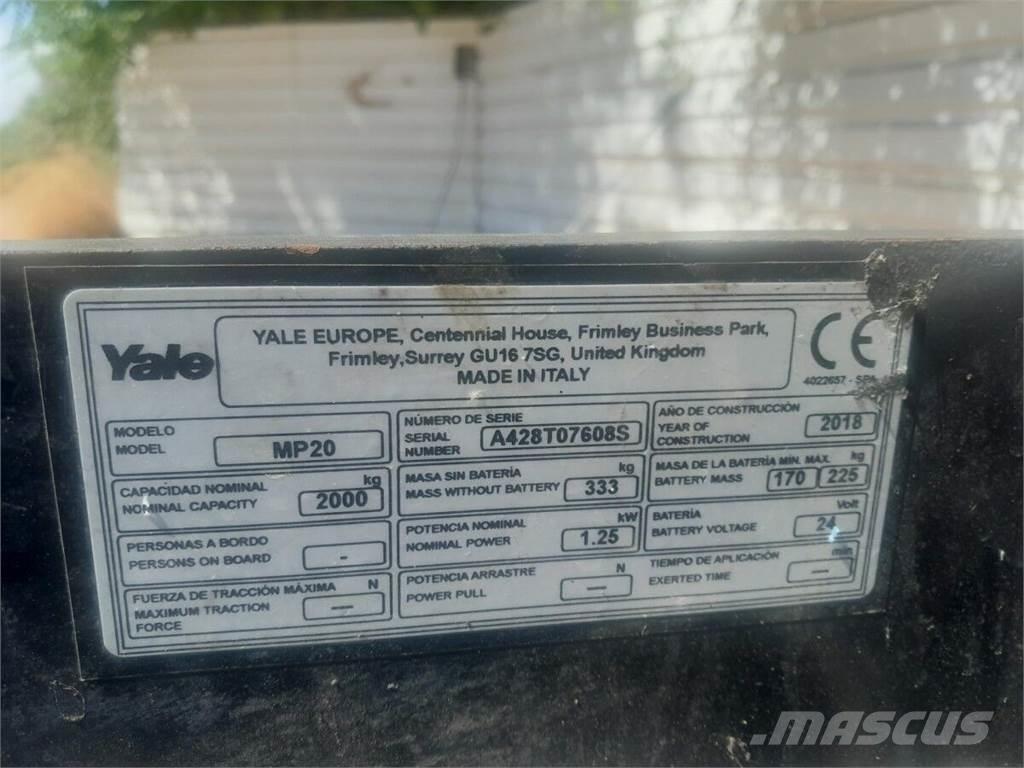 Yale
YALE EUROPE, Centennial House, Frimley Business Park,
Frimley,Surrey GU16 7SG, United Kingdom
MADE IN ITALY
CE
4022657 - SPA
MODELO
MODEL
MP20
NÚMERO DE SERIE
SERIAL
NUMBER
A428T07608S
AÑO DE CONSTRUCCIÓN
YEAR OF
CONSTRUCTION
2018
CAPACIDAD NOMINAL kg
NOMINAL CAPACITY 2000
MASA SIN BATERÍA kg
MASS WITHOUT BATTERY 333
MASA DE LA BATERÍA MIN. MAX. kg
BATTERY MASS 170 225
PERSONAS A BORDO
PERSONS ON BOARD -
POTENCIA NOMINAL kW
NOMINAL POWER 1.25
BATERÍA Volt
BATTERY VOLTAGE 24
FUERZA DE TRACCIÓN MÁXIMA N
MAXIMUM TRACTION
FORCE
--
POTENCIA ARRASTRE N
POWER PULL --
TIEMPO DE APLICACIÓN min
EXERTED TIME --
MASCUS